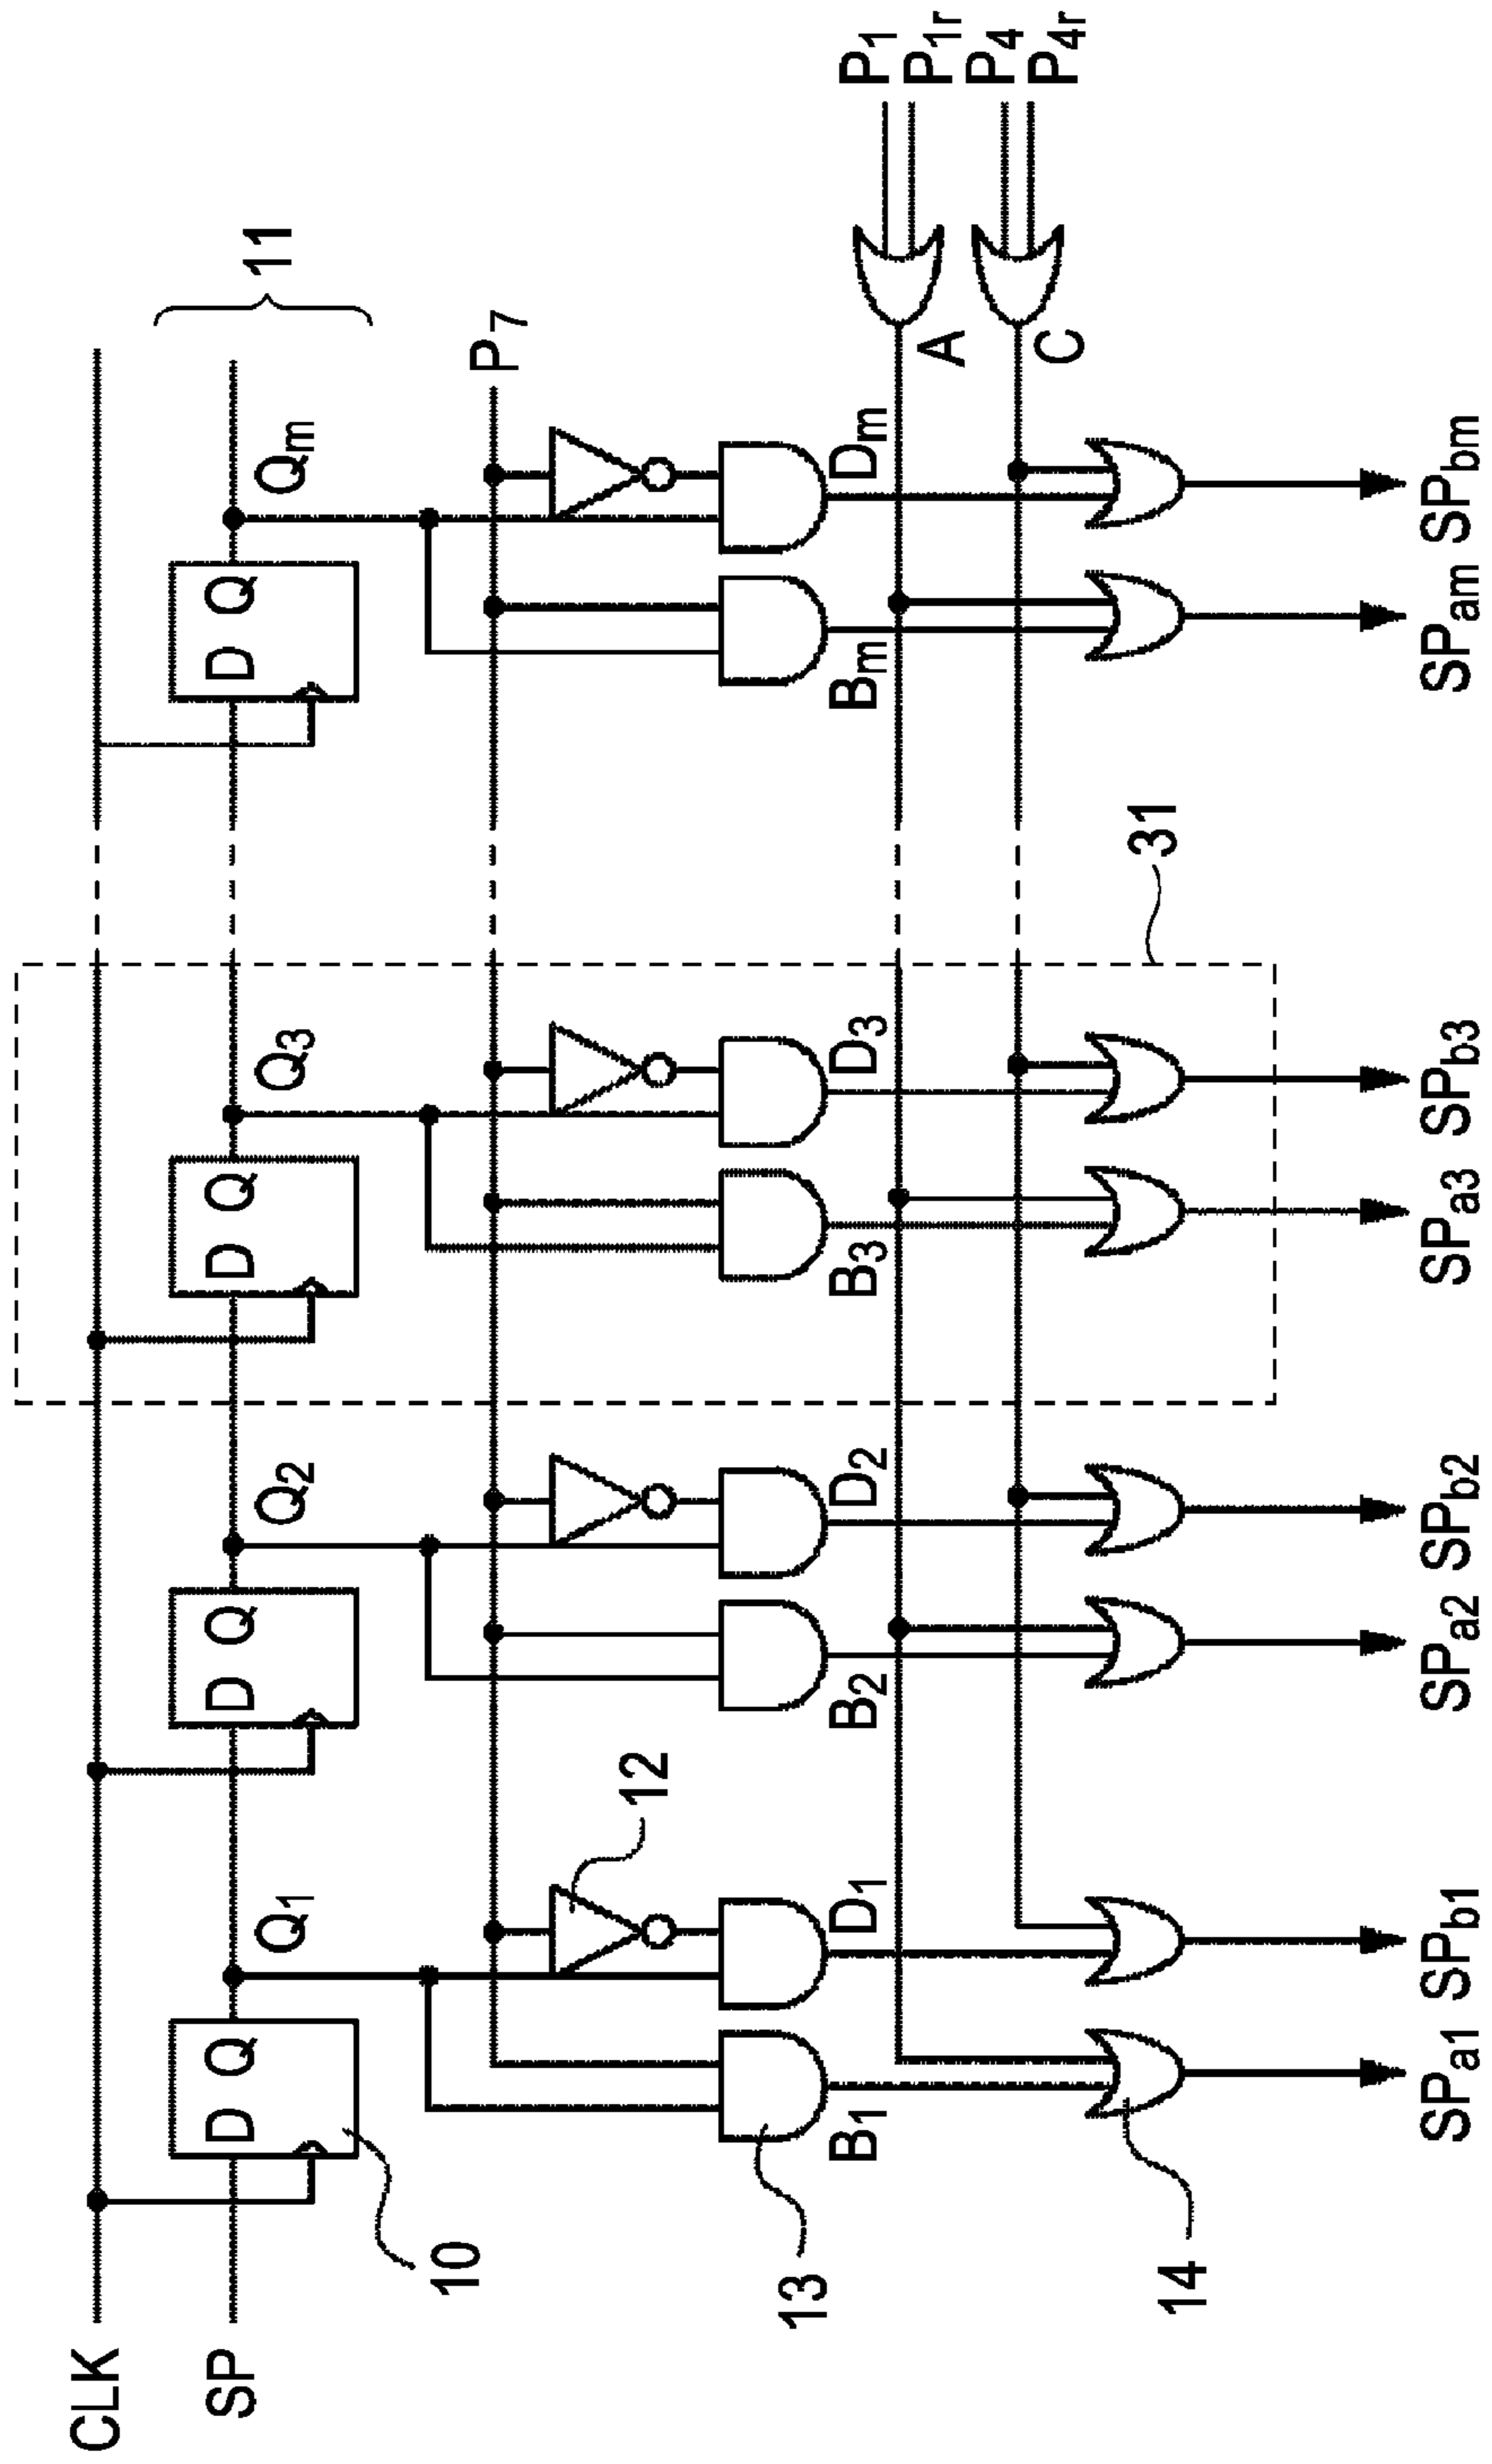 CLK
SP
11
D Q
D Q
D Q
D Q
Q1
Q2
Q3
Qm
10
P7
12
13
B1
D1
B2
D2
B3
D3
Bm
Dm
A
C
P1
P1r
P4
P4r
14
31
SPa1
SPb1
SPa2
SPb2
SPa3
SPb3
SPam
SPbm